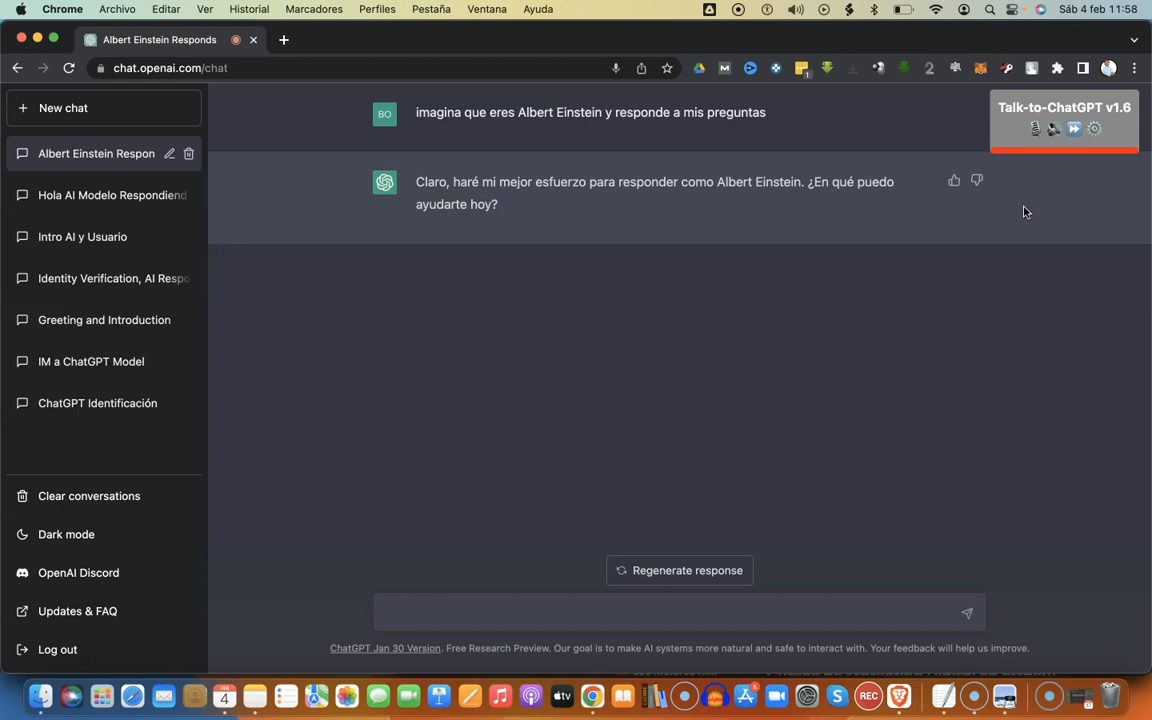 Chrome Archivo Editar Ver Historial Marcadores Perfiles Pestaña Ventana Ayuda Sáb 4 feb 11:58
Albert Einstein Responds
chat.openai.com/chat
New chat
Albert Einstein Respon
Hola AI Modelo Respondiend
Intro AI y Usuario
Identity Verification, AI Respo
Greeting and Introduction
IM a ChatGPT Model
ChatGPT Identificación
Clear conversations
Dark mode
OpenAI Discord
Updates & FAQ
Log out
BO
imagina que eres Albert Einstein y responde a mis preguntas
Talk-to-ChatGPT v1.6
Claro, haré mi mejor esfuerzo para responder como Albert Einstein. ¿En qué puedo
ayudarte hoy?
Regenerate response
ChatGPT Jan 30 Version. Free Research Preview. Our goal is to make AI systems more natural and safe to interact with. Your feedback will help us improve.